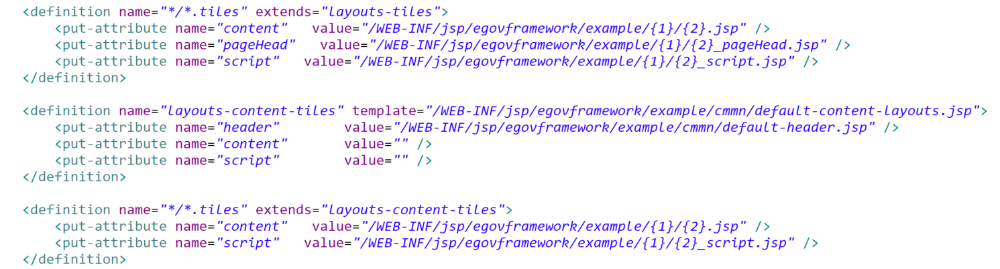 <definition name="*/*.tiles" extends="layouts-tiles">
<put-attribute name="content" value="/WEB-INF/jsp/egovframework/example/{1}/{2}.jsp" />
<put-attribute name="pageHead" value="/WEB-INF/jsp/egovframework/example/{1}/{2}_pageHead.jsp" />
<put-attribute name="script" value="/WEB-INF/jsp/egovframework/example/{1}/{2}_script.jsp" />
</definition>
<definition name="layouts-content-tiles" template="/WEB-INF/jsp/egovframework/example/cmmn/default-content-layouts.jsp">
<put-attribute name="header" value="/WEB-INF/jsp/egovframework/example/cmmn/default-header.jsp" />
<put-attribute name="content" value="" />
<put-attribute name="script" value="" />
</definition>
<definition name="*/*.tiles" extends="layouts-content-tiles">
<put-attribute name="content" value="/WEB-INF/jsp/egovframework/example/{1}/{2}.jsp" />
<put-attribute name="script" value="/WEB-INF/jsp/egovframework/example/{1}/{2}_script.jsp" />
</definition>